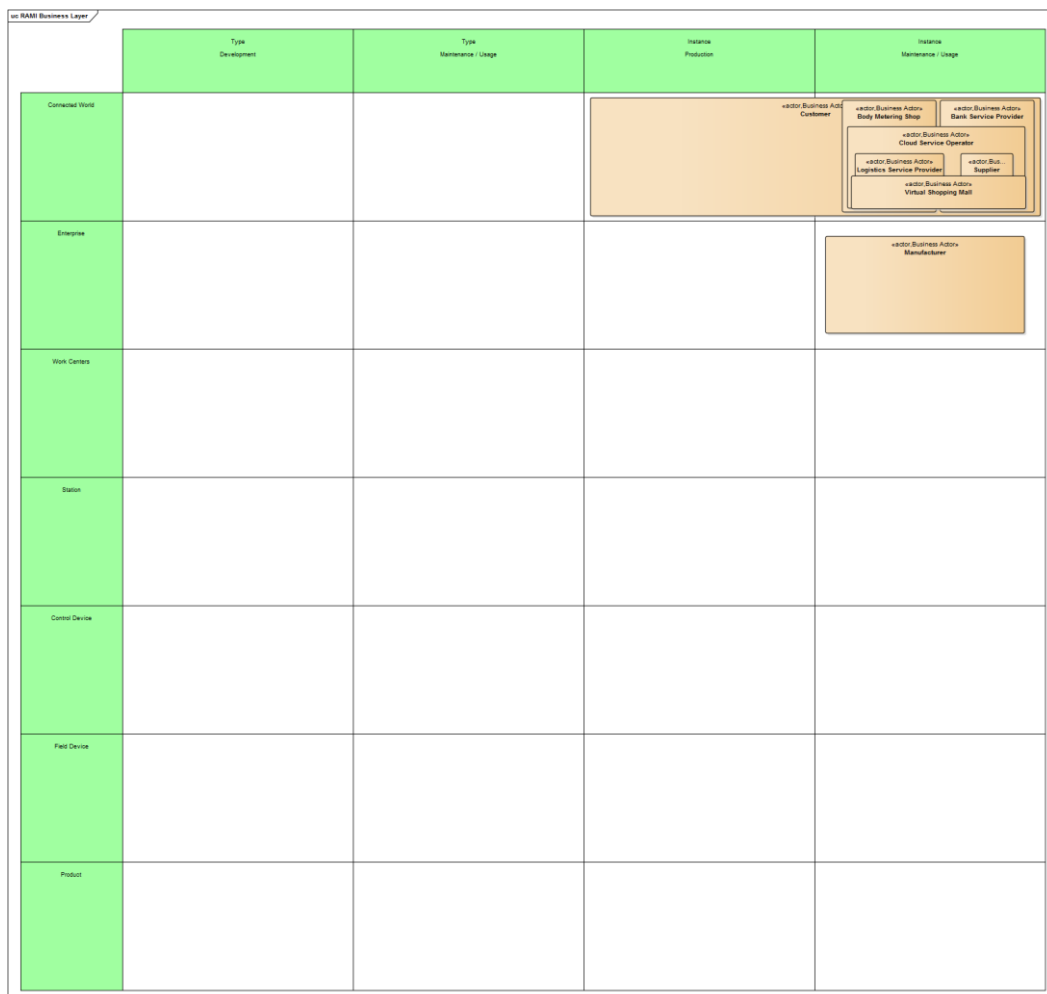 uc RAMI Business Layer
Type
Development
Type
Maintenance / Usage
Instance
Production
Instance
Maintenance / Usage
Connected World
«actor,Business Acto
Customer
«actor,Business Actor»
Body Metering Shop
«actor,Business Actor»
Bank Service Provider
«actor,Business Actor»
Cloud Service Operator
«actor,Business Actor»
Logistics Service Provider
«actor,Bus...
Supplier
«actor,Business Actor»
Virtual Shopping Mall
Enterprise
«actor,Business Actor»
Manufacturer
Work Centers
Station
Control Device
Field Device
Product